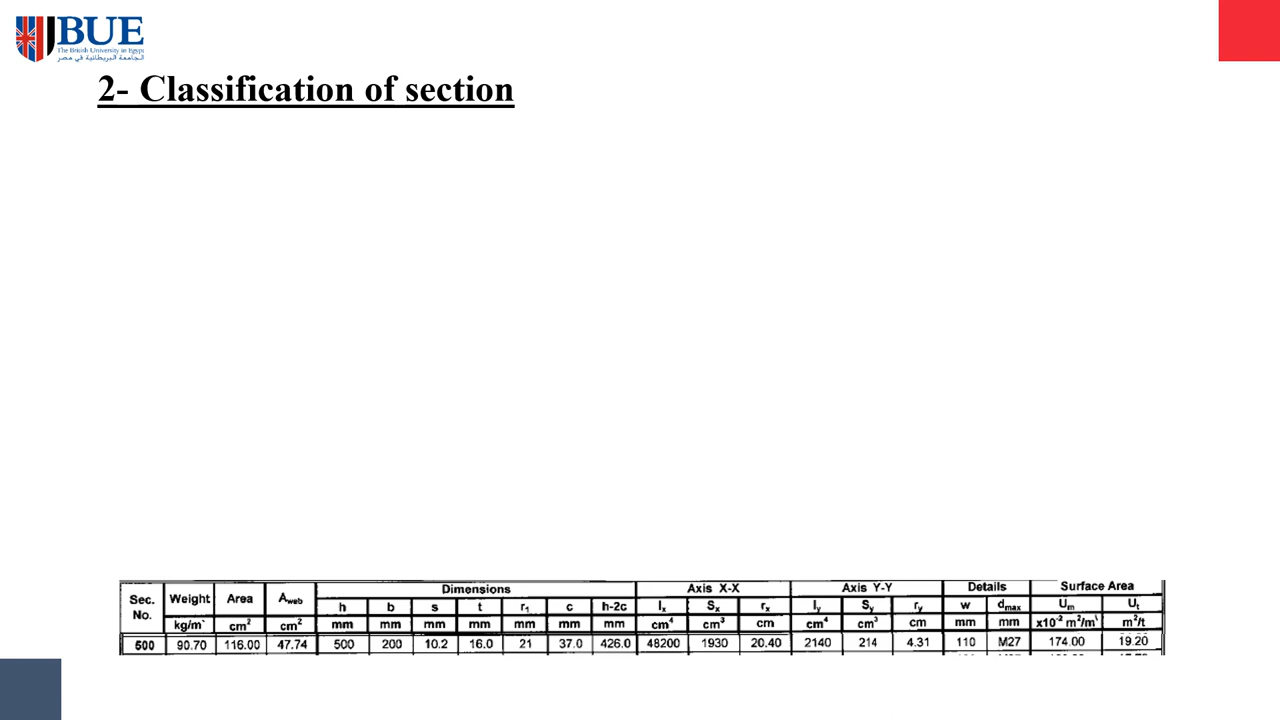 BUE
The British University in Egypt
الجامعة البريطانية في مصر
2- Classification of section
Sec. No. Weight Area Aweb Dimensions Axis X-X Axis Y-Y Details Surface Area
h b s t r1 c h-2c Ix Sx rx Iy Sy ry w dmax Um Ut
kg/m` cm² cm² mm mm mm mm mm mm mm cm⁴ cm³ cm cm⁴ cm³ cm mm mm x10⁻² m²/m\ m²/t
500 90.70 116.00 47.74 500 200 10.2 16.0 21 37.0 426.0 48200 1930 20.40 2140 214 4.31 110 M27 174.00 19.20